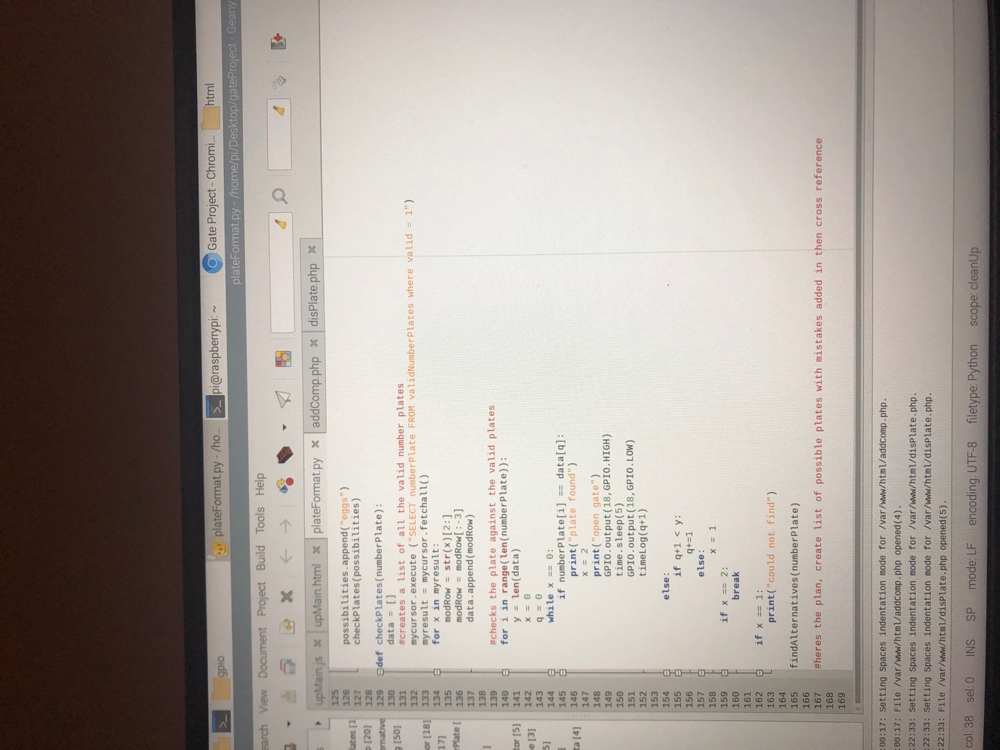 gpio
plateFormat.py - /ho...
pi@raspberrypi: ~
Gate Project - Chromi...
html
plateFormat.py - /home/pi/Desktop/gateProject - Geany
earch View Document Project Build Tools Help
upMain.js
upMain.html
plateFormat.py
addComp.php
disPlate.php
125
126 possibilities.append("eggs")
127 checkPlates(possibilities)
128
129 def checkPlates(numberPlate):
130 data = []
131 #creates a list of all the valid number plates
132 mycursor.execute ("SELECT numberPlate FROM validNumberPlates where valid = 1")
133 myresult = mycursor.fetchall()
134 for x in myresult:
135 modRow = str(x)[2:]
136 modRow = modRow[:-3]
137 data.append(modRow)
138
139 #checks the plate against the valid plates
140 for i in range(len(numberPlate)):
141 y = len(data)
142 x = 0
143 q = 0
144 while x == 0:
145 if numberPlate[i] == data[q]:
146 print("plate found")
147 x = 2
148 print("open gate")
149 GPIO.output(18,GPIO.HIGH)
150 time.sleep(5)
151 GPIO.output(18,GPIO.LOW)
152 timeLog(q+1)
153
154 else:
155 if q+1 < y:
156 q+=1
157 else:
158 x = 1
159 if x == 2:
160 break
161
162 if x == 1:
163 print("could not find")
164
165 findAlternatives(numberPlate)
166
167 #heres the plan, create list of possible plates with mistakes added in then cross reference
168
169
lates [1
[20]
ernative
g [50]
or [18]
17]
rPlate [
]
tor [5]
e [3]
5]
]
ta [4]
:00:17: Setting Spaces indentation mode for /var/www/html/addComp.php.
:00:17: File /var/www/html/addComp.php opened(4).
:22:33: Setting Spaces indentation mode for /var/www/html/disPlate.php.
:22:33: Setting Spaces indentation mode for /var/www/html/disPlate.php.
:22:33: File /var/www/html/disPlate.php opened(5).
col: 38 sel: 0 INS SP mode: LF encoding: UTF-8 filetype: Python scope: cleanUp